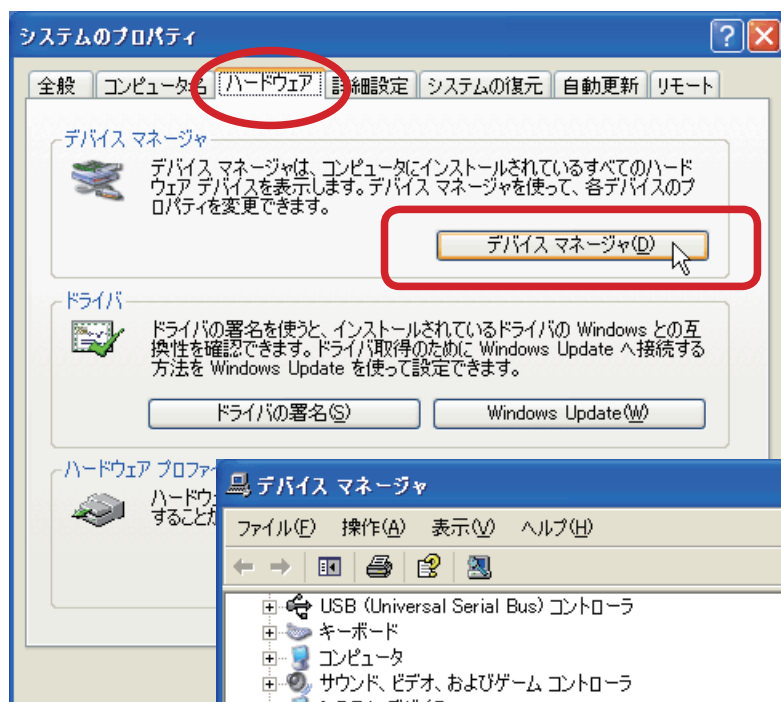 システムのプロパティ
全般 コンピュータ名 ハードウェア 詳細設定 システムの復元 自動更新 リモート
デバイス マネージャ
デバイス マネージャは、コンピュータにインストールされているすべてのハード
ウェア デバイスを表示します。デバイス マネージャを使って、各デバイスのプ
ロパティを変更できます。
デバイス マネージャ(D)
ドライバ
ドライバの署名を使うと、インストールされているドライバの Windows との互
換性を確認できます。ドライバ取得のために Windows Update へ接続する
方法を Windows Update を使って設定できます。
ドライバの署名(S) Windows Update(W)
ハードウェア プロファ
ハードウ
することが
デバイス マネージャ
ファイル(F) 操作(A) 表示(V) ヘルプ(H)
USB (Universal Serial Bus) コントローラ
キーボード
コンピュータ
サウンド、ビデオ、およびゲーム コントローラ